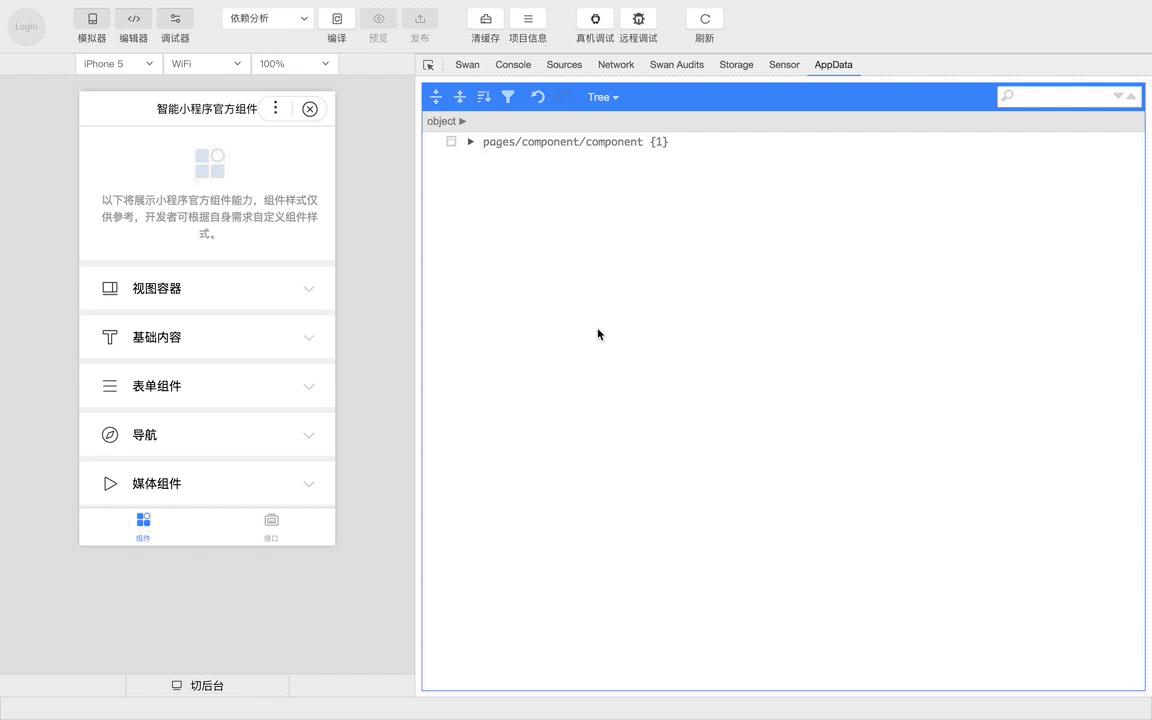 Login
模拟器
编辑器
调试器
依赖分析
编译
预览
发布
清缓存
项目信息
真机调试
远程调试
刷新
iPhone 5
WiFi
100%
Swan
Console
Sources
Network
Swan Audits
Storage
Sensor
AppData
智能小程序官方组件
以下将展示小程序官方组件能力，组件样式仅
供参考，开发者可根据自身需求自定义组件样
式。
视图容器
基础内容
表单组件
导航
媒体组件
组件
接口
切后台
Tree
object
pages/component/component {1}